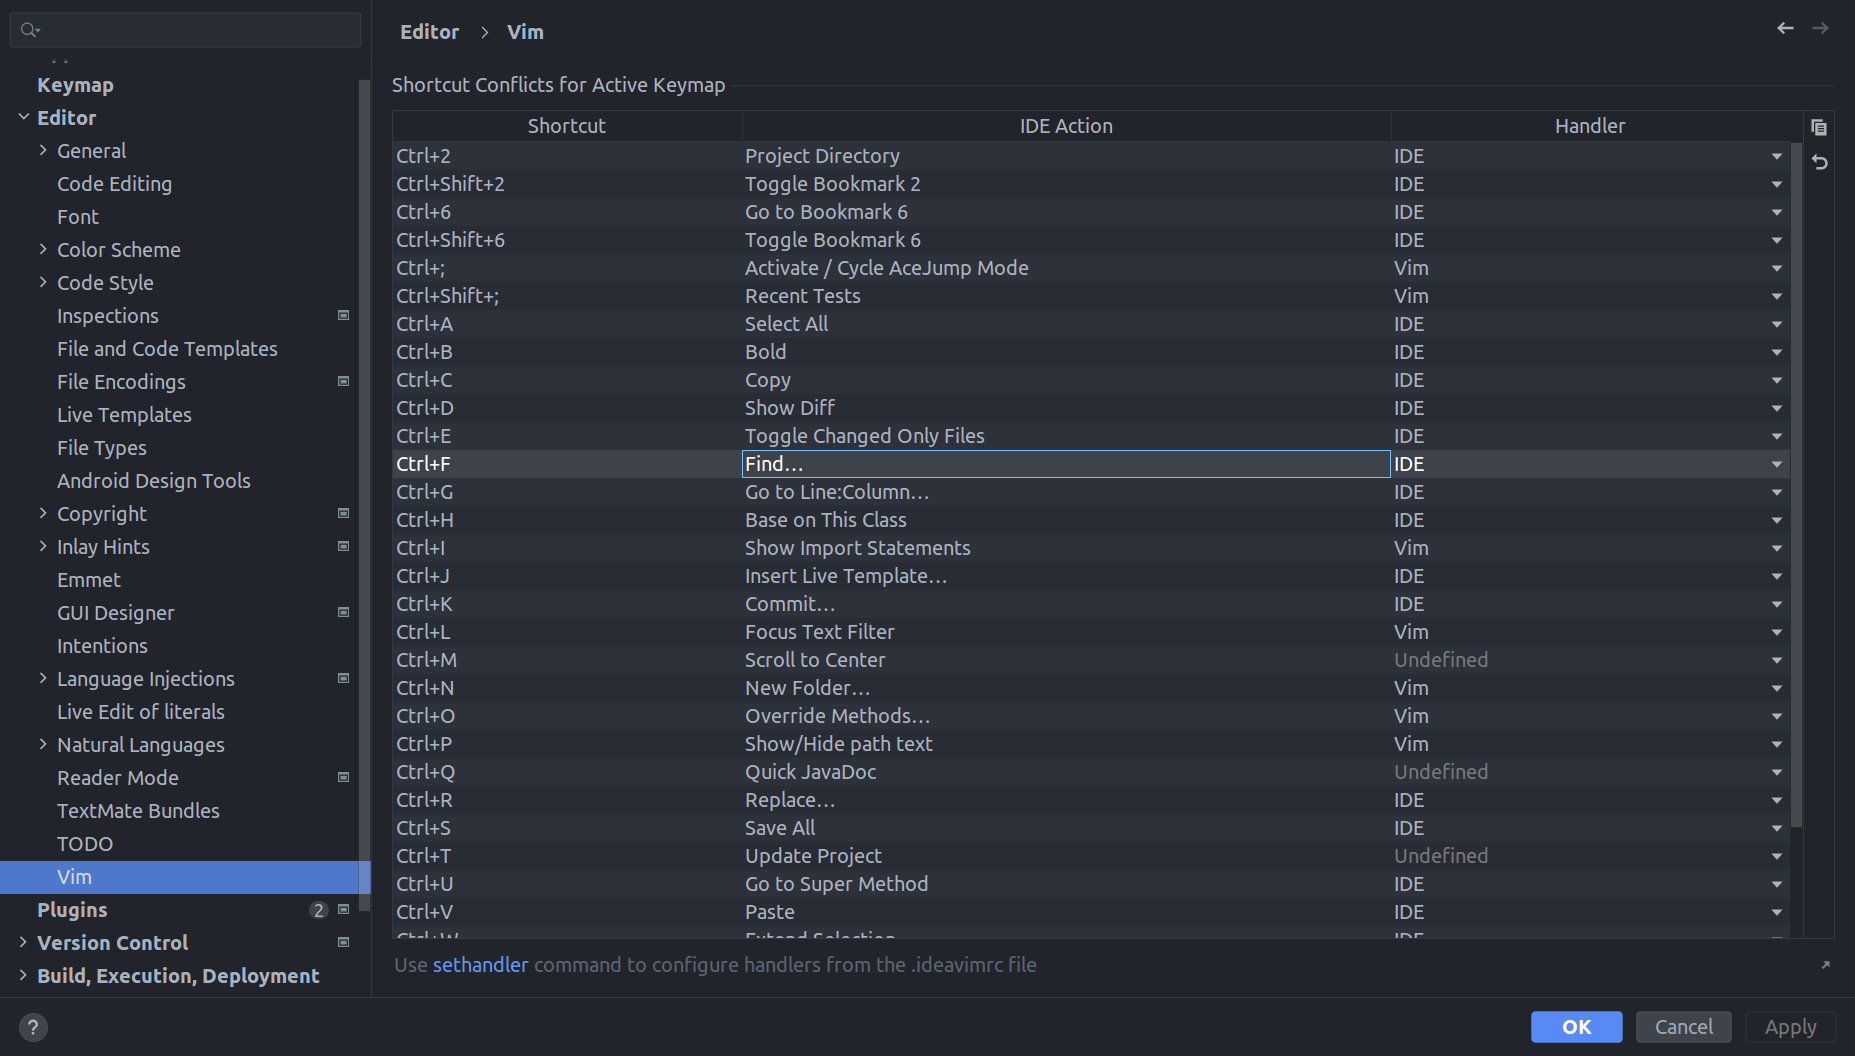 Keymap
Editor
General
Code Editing
Font
Color Scheme
Code Style
Inspections
File and Code Templates
File Encodings
Live Templates
File Types
Android Design Tools
Copyright
Inlay Hints
Emmet
GUI Designer
Intentions
Language Injections
Live Edit of literals
Natural Languages
Reader Mode
TextMate Bundles
TODO
Vim
Plugins 2
Version Control
Build, Execution, Deployment
?
Editor › Vim
Shortcut Conflicts for Active Keymap
Shortcut IDE Action Handler
Ctrl+2 Project Directory IDE
Ctrl+Shift+2 Toggle Bookmark 2 IDE
Ctrl+6 Go to Bookmark 6 IDE
Ctrl+Shift+6 Toggle Bookmark 6 IDE
Ctrl+; Activate / Cycle AceJump Mode Vim
Ctrl+Shift+; Recent Tests Vim
Ctrl+A Select All IDE
Ctrl+B Bold IDE
Ctrl+C Copy IDE
Ctrl+D Show Diff IDE
Ctrl+E Toggle Changed Only Files IDE
Ctrl+F Find… IDE
Ctrl+G Go to Line:Column… IDE
Ctrl+H Base on This Class IDE
Ctrl+I Show Import Statements Vim
Ctrl+J Insert Live Template… IDE
Ctrl+K Commit… IDE
Ctrl+L Focus Text Filter Vim
Ctrl+M Scroll to Center Undefined
Ctrl+N New Folder… Vim
Ctrl+O Override Methods… Vim
Ctrl+P Show/Hide path text Vim
Ctrl+Q Quick JavaDoc Undefined
Ctrl+R Replace… IDE
Ctrl+S Save All IDE
Ctrl+T Update Project Undefined
Ctrl+U Go to Super Method IDE
Ctrl+V Paste IDE
Ctrl+W Extend Selection IDE
Use sethandler command to configure handlers from the .ideavimrc file
OK Cancel Apply